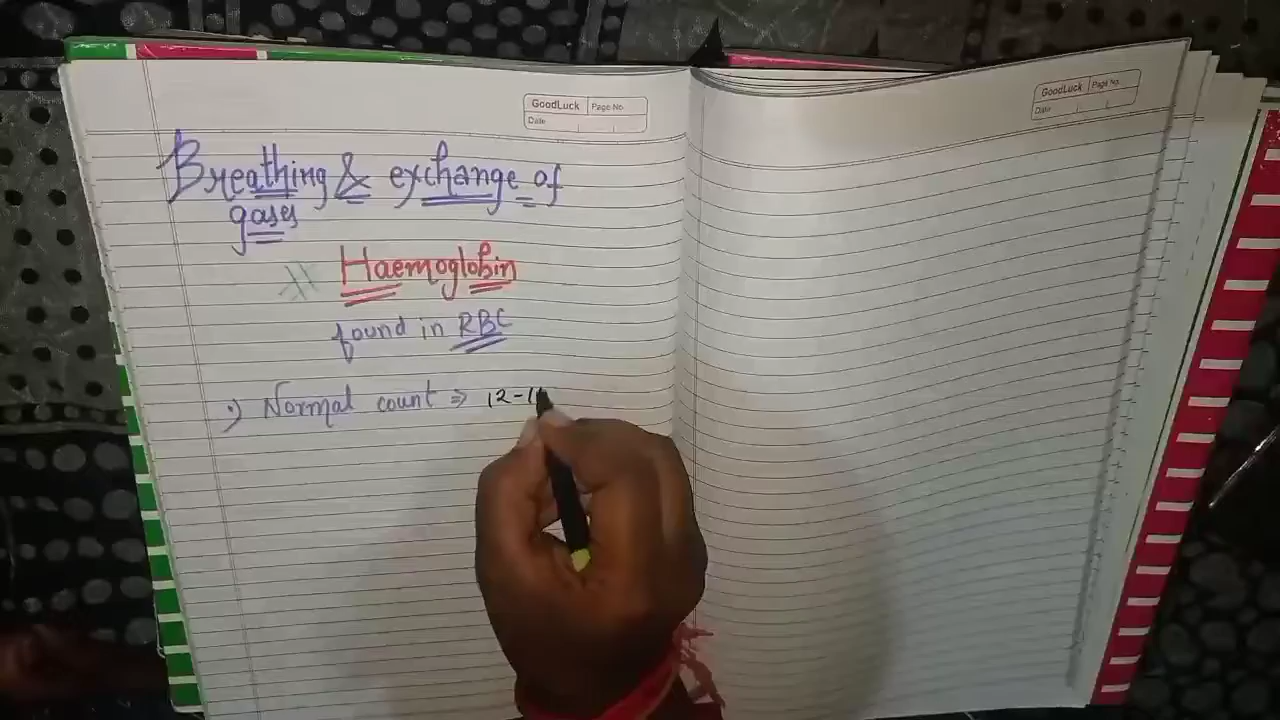 GoodLuck Page No.
Date
GoodLuck Page No.
Date
Breathing & exchange of
gases
Haemoglobin
found in RBC
Normal count ⇒ 12-1